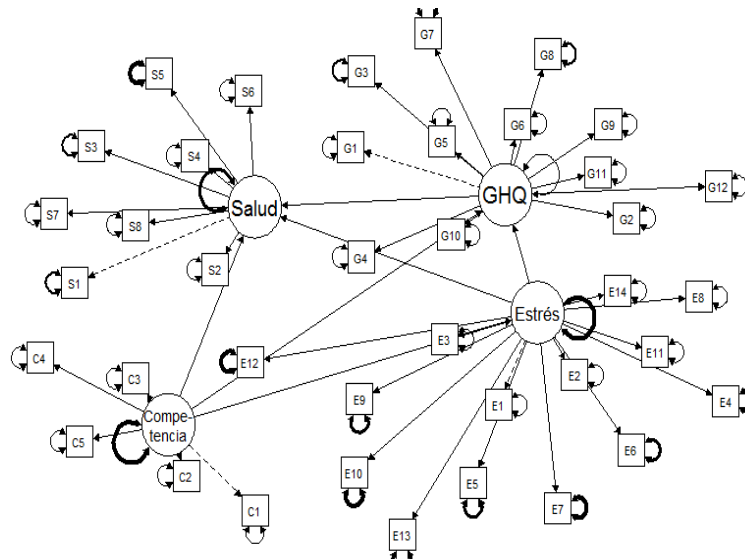 G7
G8
S5
G3
S6
G9
G6
G5
S3
G1
S4
G11
G12
Salud
GHQ
S7
S8
G2
G10
S2
G4
S1
E14
E8
Estrés
E3
E11
C4
E12
C3
E2
E9
E1
E4
Compe-
tencia
C5
E6
C2
E10
E5
E7
C1
E13